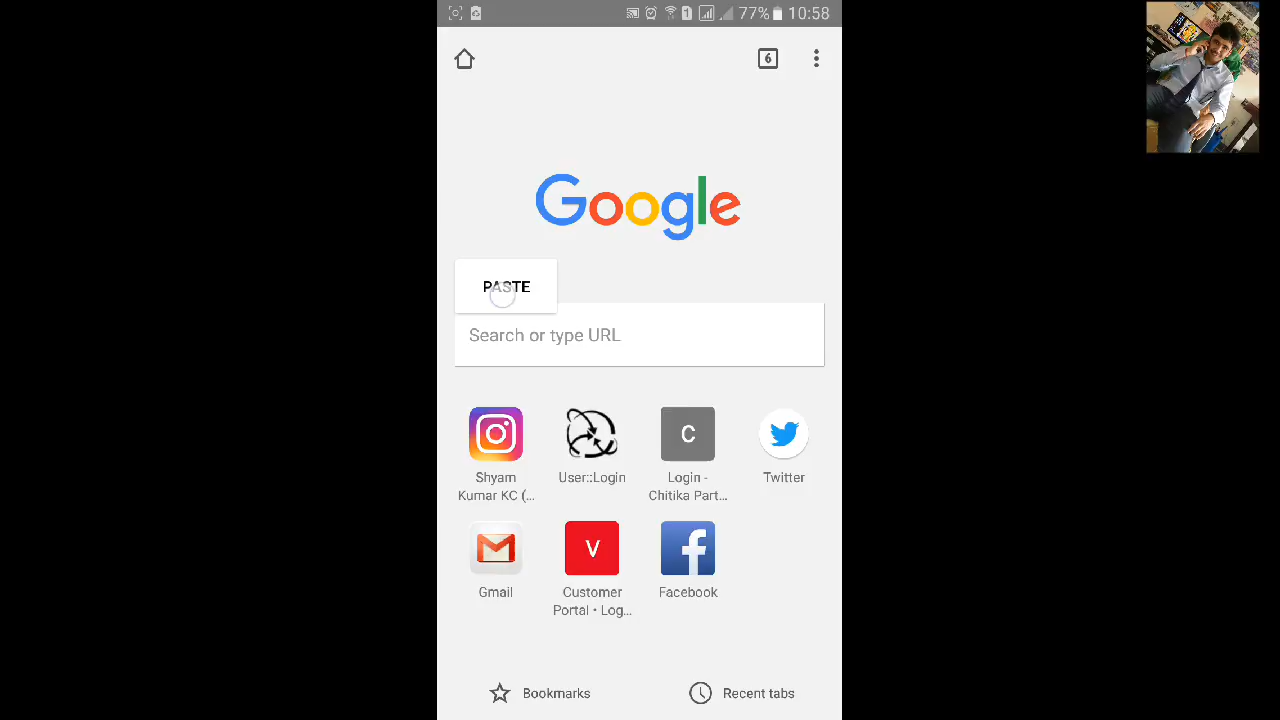 1 77% 10:58
6
Google
PASTE
Search or type URL
C
Shyam
Kumar KC (...
User::Login
Login -
Chitika Part...
Twitter
V
f
Gmail
Customer
Portal • Log...
Facebook
Bookmarks
Recent tabs